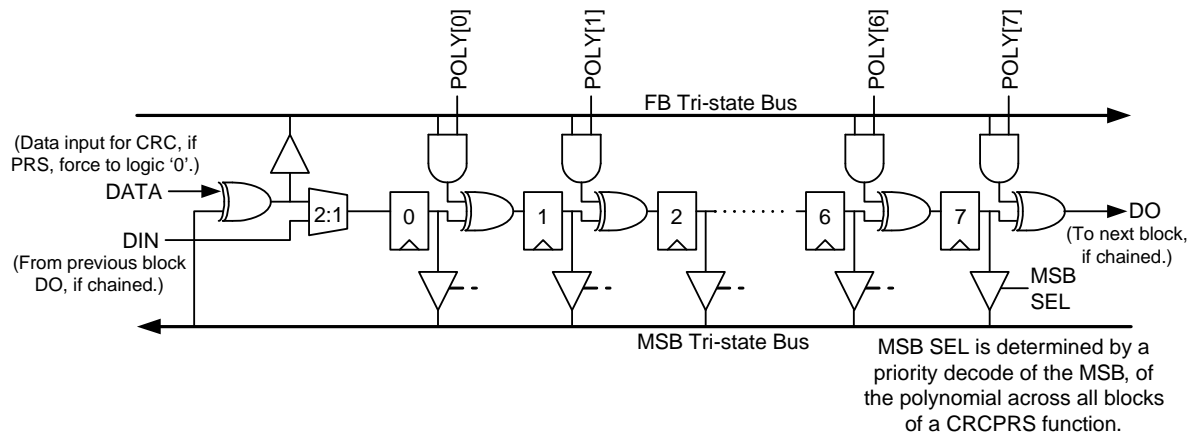 POLY[0]
POLY[1]
POLY[6]
POLY[7]
FB Tri-state Bus
(Data input for CRC, if
PRS, force to logic ‘0’.)
DATA
2:1
0
1
2
6
7
DO
(To next block,
if chained.)
DIN
(From previous block
DO, if chained.)
MSB
SEL
MSB Tri-state Bus
MSB SEL is determined by a
priority decode of the MSB, of
the polynomial across all blocks
of a CRCPRS function.